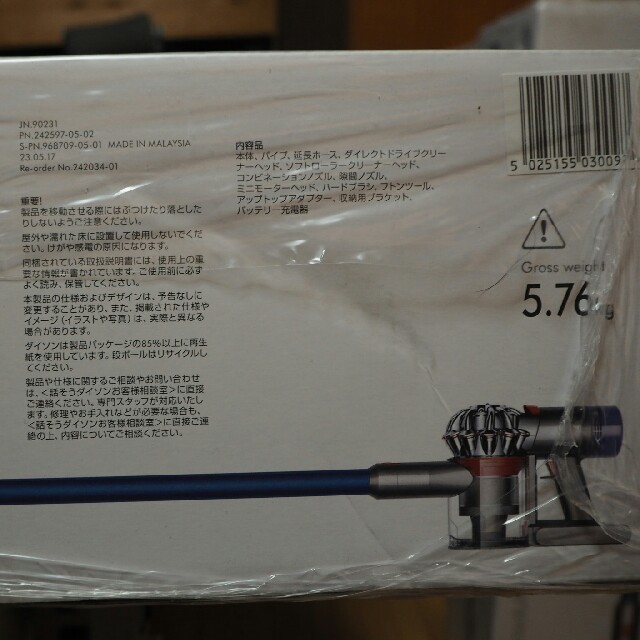 JN.90231
PN.242597-05-02
S-PN.968709-05-01 MADE IN MALAYSIA
23.05.17
Re-order No.242034-01
重要!
製品を移動させる際にはぶつけたり落とした
りしないようご注意ください。
屋外や濡れた床に設置して使用しないでくだ
さい。けがや感電の原因になります。
同梱されている取扱説明書には、使用上の重
要な情報が書かれています。ご使用前に必ず
よく読み、保管してください。
本製品の仕様およびデザインは、予告なしに
変更することがあり、また、掲載された仕様や
イメージ(イラストや写真)は、実際と異なる
場合があります。
ダイソンは製品パッケージの85%以上に再生
紙を使用しています。段ボールはリサイクルし
てください。
製品や仕様に関するご相談やお問い合わせ
は、<話そうダイソンお客様相談室>に直接
ご連絡ください。専門スタッフが対応いたし
ます。修理やお手入れなどが必要な場合も、
<話そうダイソンお客様相談室>に直接ご連
絡の上、内容についてご相談ください。
内容品
本体、パイプ、延長ホース、ダイレクトドライブクリー
ナーヘッド、ソフトローラークリーナーヘッド、
コンビネーションノズル、隙間ノズル、
ミニモーターヘッド、ハードブラシ、フトンツール、
アップトップアダプター、収納用ブラケット、
バッテリー充電器
5 025155 03009
Gross weight
5.76kg